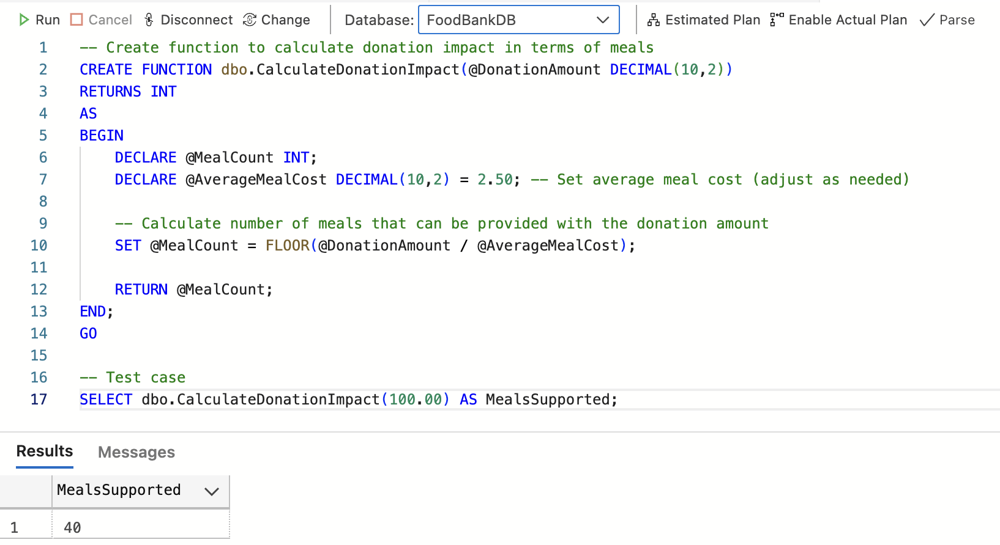 Run Cancel Disconnect Change Database: FoodBankDB Estimated Plan Enable Actual Plan Parse
1 -- Create function to calculate donation impact in terms of meals
2 CREATE FUNCTION dbo.CalculateDonationImpact(@DonationAmount DECIMAL(10,2))
3 RETURNS INT
4 AS
5 BEGIN
6 DECLARE @MealCount INT;
7 DECLARE @AverageMealCost DECIMAL(10,2) = 2.50; -- Set average meal cost (adjust as needed)
8
9 -- Calculate number of meals that can be provided with the donation amount
10 SET @MealCount = FLOOR(@DonationAmount / @AverageMealCost);
11
12 RETURN @MealCount;
13 END;
14 GO
15
16 -- Test case
17 SELECT dbo.CalculateDonationImpact(100.00) AS MealsSupported;
Results Messages
MealsSupported
1 40